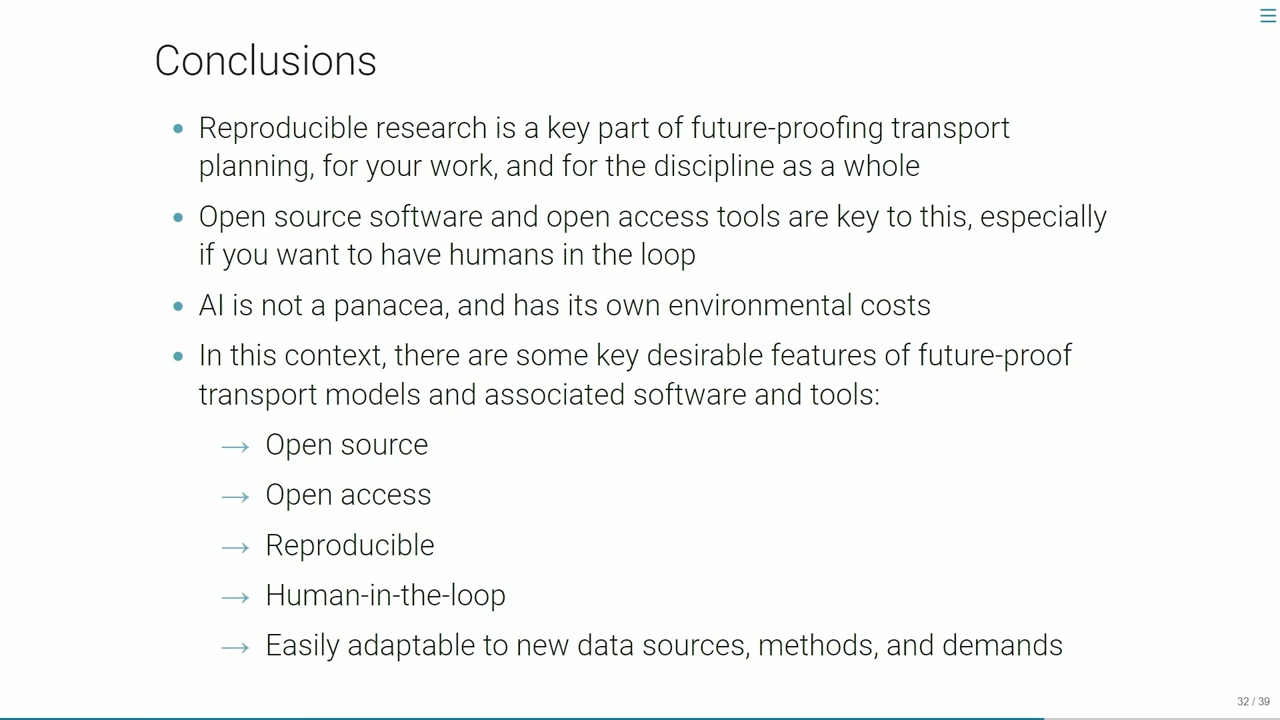 Conclusions
• Reproducible research is a key part of future-proofing transport
planning, for your work, and for the discipline as a whole
• Open source software and open access tools are key to this, especially
if you want to have humans in the loop
• AI is not a panacea, and has its own environmental costs
• In this context, there are some key desirable features of future-proof
transport models and associated software and tools:
→ Open source
→ Open access
→ Reproducible
→ Human-in-the-loop
→ Easily adaptable to new data sources, methods, and demands
32 / 39